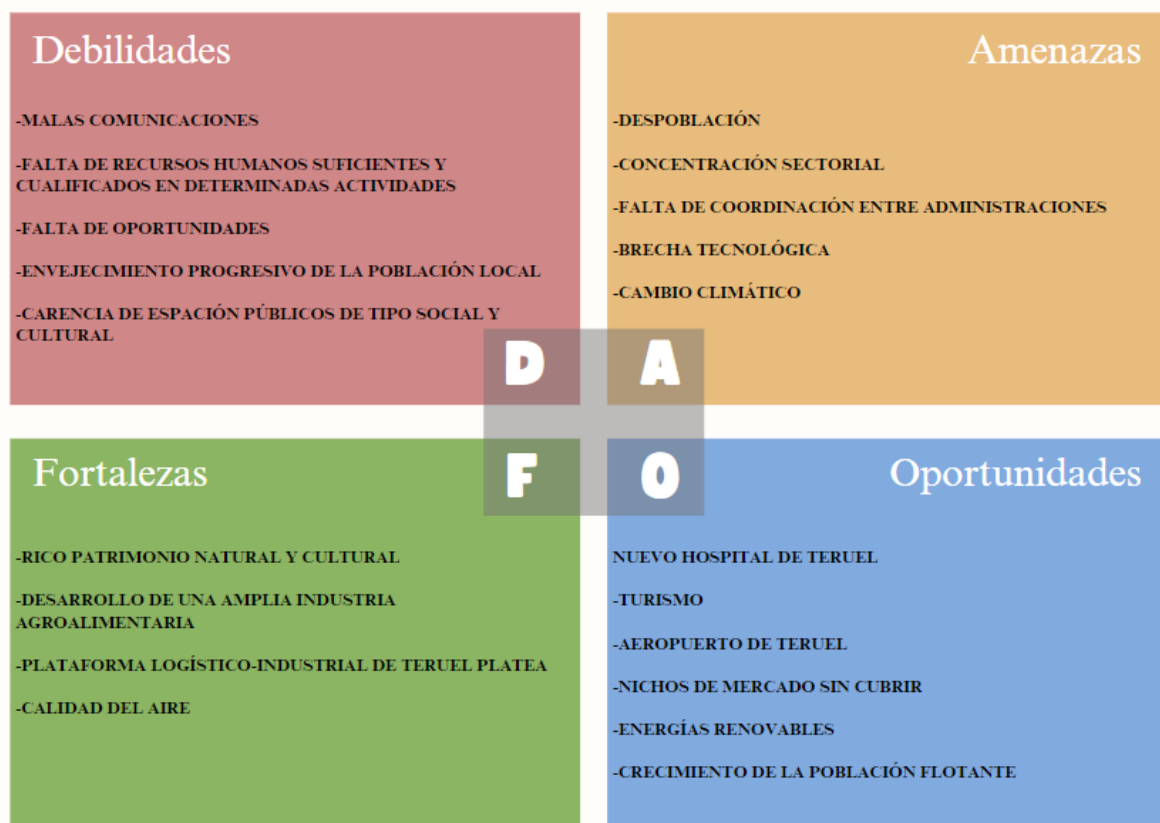 Debilidades
-MALAS COMUNICACIONES
-FALTA DE RECURSOS HUMANOS SUFICIENTES Y
CUALIFICADOS EN DETERMINADAS ACTIVIDADES
-FALTA DE OPORTUNIDADES
-ENVEJECIMIENTO PROGRESIVO DE LA POBLACIÓN LOCAL
-CARENCIA DE ESPACIÓN PÚBLICOS DE TIPO SOCIAL Y
CULTURAL
D
Amenazas
-DESPOBLACIÓN
-CONCENTRACIÓN SECTORIAL
-FALTA DE COORDINACIÓN ENTRE ADMINISTRACIONES
-BRECHA TECNOLÓGICA
-CAMBIO CLIMÁTICO
A
Fortalezas
F
-RICO PATRIMONIO NATURAL Y CULTURAL
-DESARROLLO DE UNA AMPLIA INDUSTRIA
AGROALIMENTARIA
-PLATAFORMA LOGÍSTICO-INDUSTRIAL DE TERUEL PLATEA
-CALIDAD DEL AIRE
O
Oportunidades
NUEVO HOSPITAL DE TERUEL
-TURISMO
-AEROPUERTO DE TERUEL
-NICHOS DE MERCADO SIN CUBRIR
-ENERGÍAS RENOVABLES
-CRECIMIENTO DE LA POBLACIÓN FLOTANTE